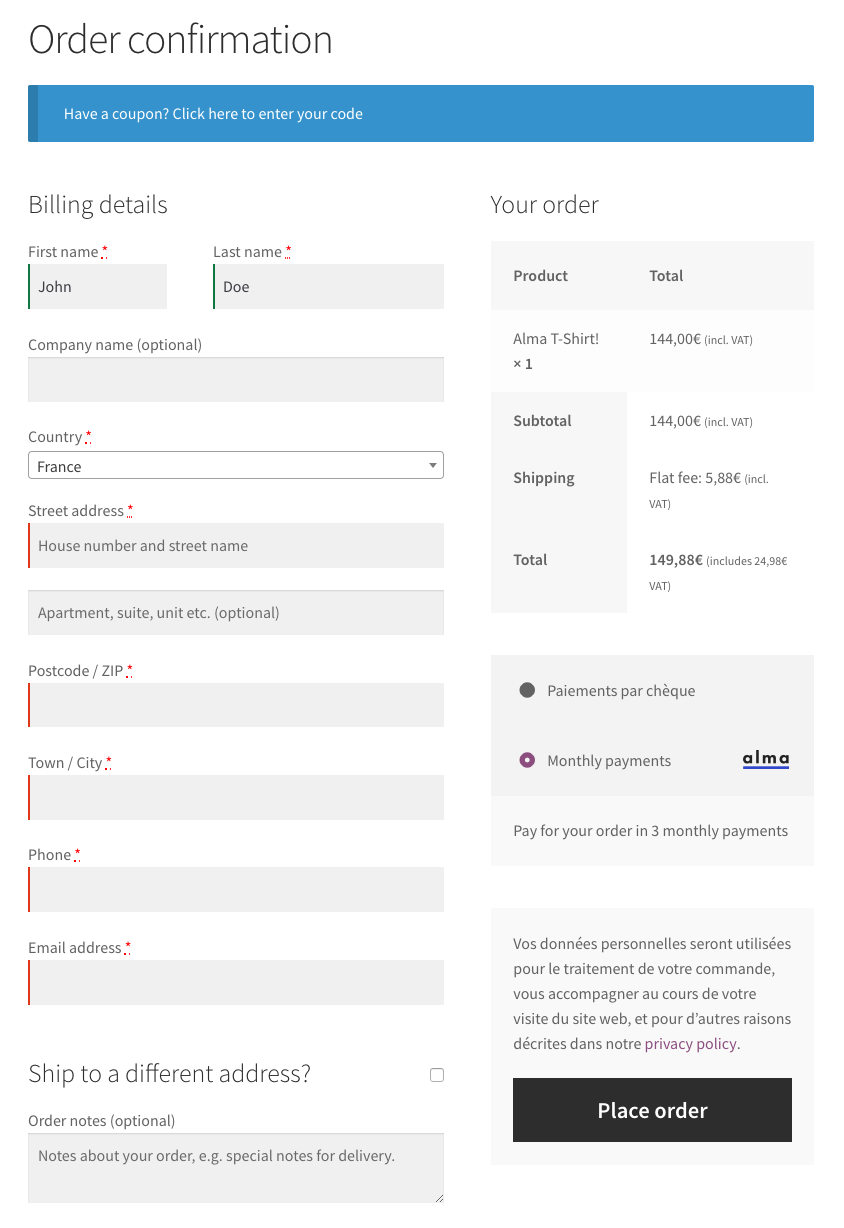 Order confirmation
Have a coupon? Click here to enter your code
Billing details
First name *
Last name *
John
Doe
Company name (optional)
Country *
France
Street address *
House number and street name
Apartment, suite, unit etc. (optional)
Postcode / ZIP *
Town / City *
Phone *
Email address *
Ship to a different address?
Order notes (optional)
Notes about your order, e.g. special notes for delivery.
Your order
Product Total
Alma T-Shirt! 144,00€ (incl. VAT)
× 1
Subtotal 144,00€ (incl. VAT)
Shipping Flat fee: 5,88€ (incl.
VAT)
Total 149,88€ (includes 24,98€
VAT)
Paiements par chèque
Monthly payments alma
Pay for your order in 3 monthly payments
Vos données personnelles seront utilisées
pour le traitement de votre commande,
vous accompagner au cours de votre
visite du site web, et pour d’autres raisons
décrites dans notre privacy policy.
Place order